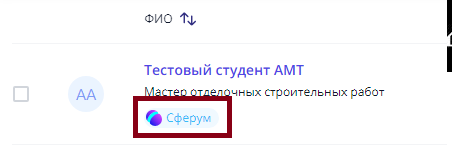 ФИО
Тестовый студент АМТ
АА
Мастер отделочных строительных работ
Сферум